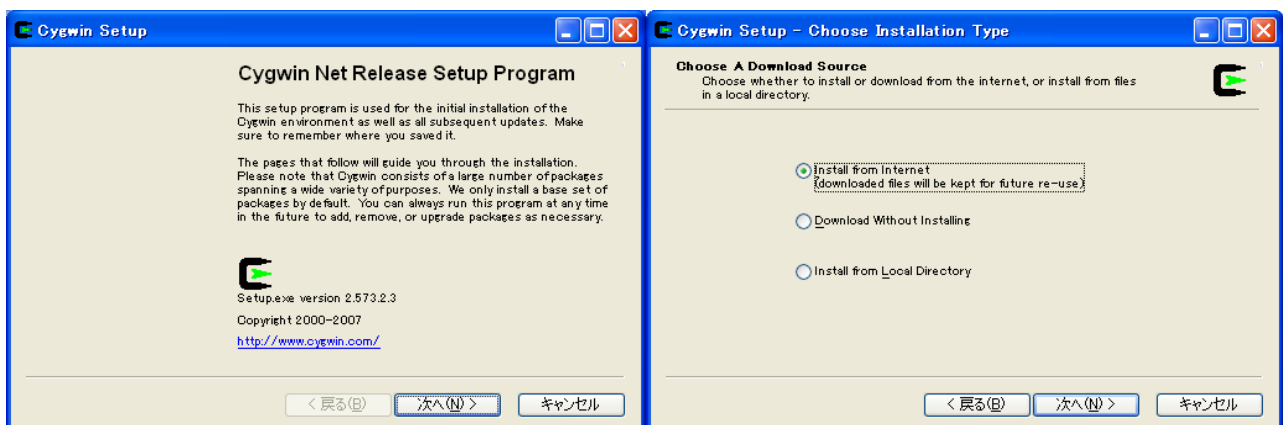 Cygwin Setup
Cygwin Net Release Setup Program
This setup program is used for the initial installation of the
Cygwin environment as well as all subsequent updates. Make
sure to remember where you saved it.
The pages that follow will guide you through the installation.
Please note that Cygwin consists of a large number of packages
spanning a wide variety of purposes. We only install a base set of
packages by default. You can always run this program at any time
in the future to add, remove, or upgrade packages as necessary.
Setup.exe version 2.573.2.3
Copyright 2000-2007
http://www.cygwin.com/
< 戻る(B)
次へ(N) >
キャンセル
Cygwin Setup - Choose Installation Type
Choose A Download Source
Choose whether to install or download from the internet, or install from files
in a local directory.
Install from Internet
(downloaded files will be kept for future re-use)
Download Without Installing
Install from Local Directory
< 戻る(B)
次へ(N) >
キャンセル